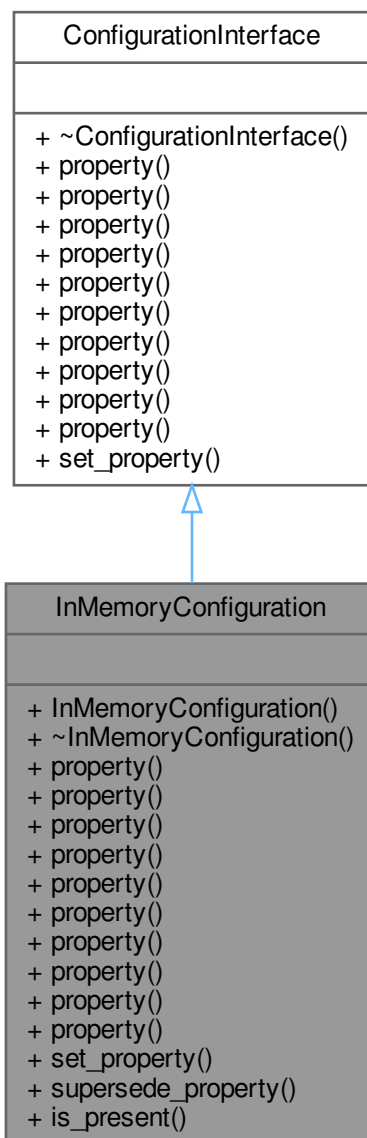 ConfigurationInterface
+ ~ConfigurationInterface()
+ property()
+ property()
+ property()
+ property()
+ property()
+ property()
+ property()
+ property()
+ property()
+ property()
+ set_property()
InMemoryConfiguration
+ InMemoryConfiguration()
+ ~InMemoryConfiguration()
+ property()
+ property()
+ property()
+ property()
+ property()
+ property()
+ property()
+ property()
+ property()
+ property()
+ set_property()
+ supersede_property()
+ is_present()